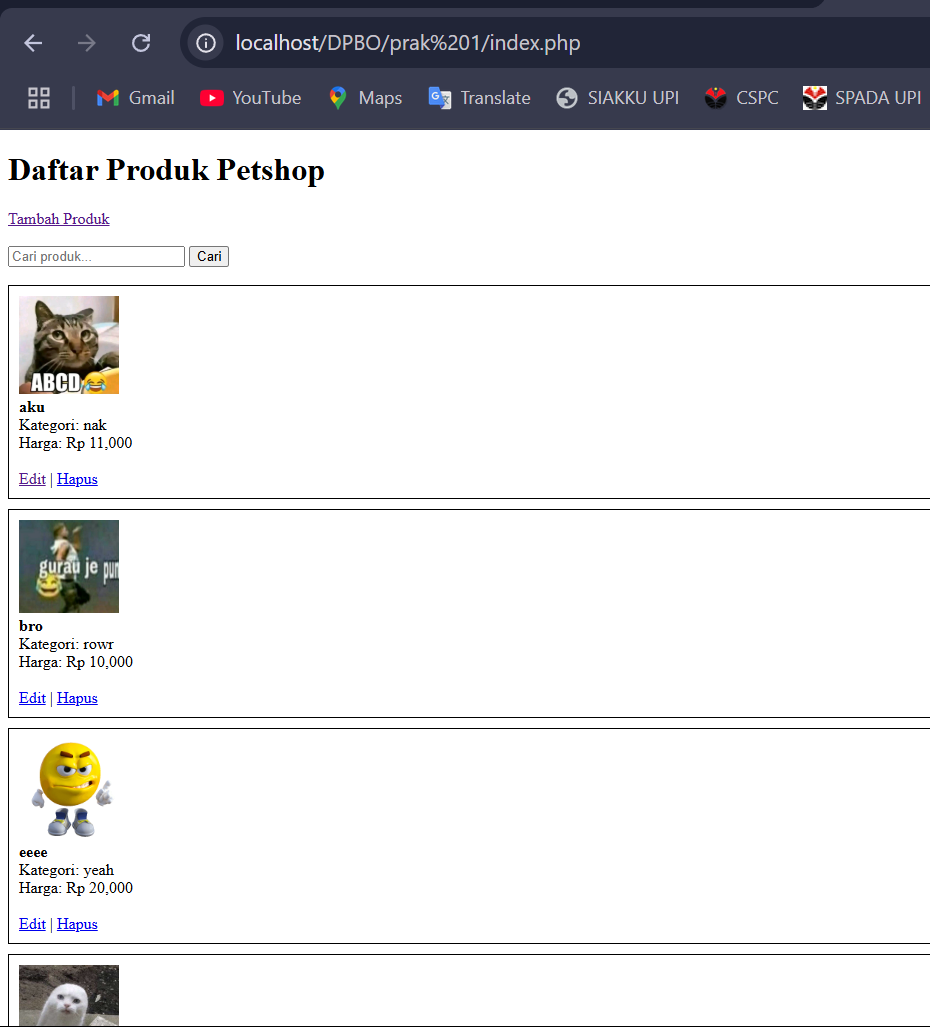 localhost/DPBO/prak%201/index.php
Gmail YouTube Maps Translate SIAKKU UPI CSPC SPADA UPI
Daftar Produk Petshop
Tambah Produk
Cari produk... Cari
ABCD😂
aku
Kategori: nak
Harga: Rp 11,000
Edit | Hapus
gurau je pun
bro
Kategori: rowr
Harga: Rp 10,000
Edit | Hapus
eeee
Kategori: yeah
Harga: Rp 20,000
Edit | Hapus